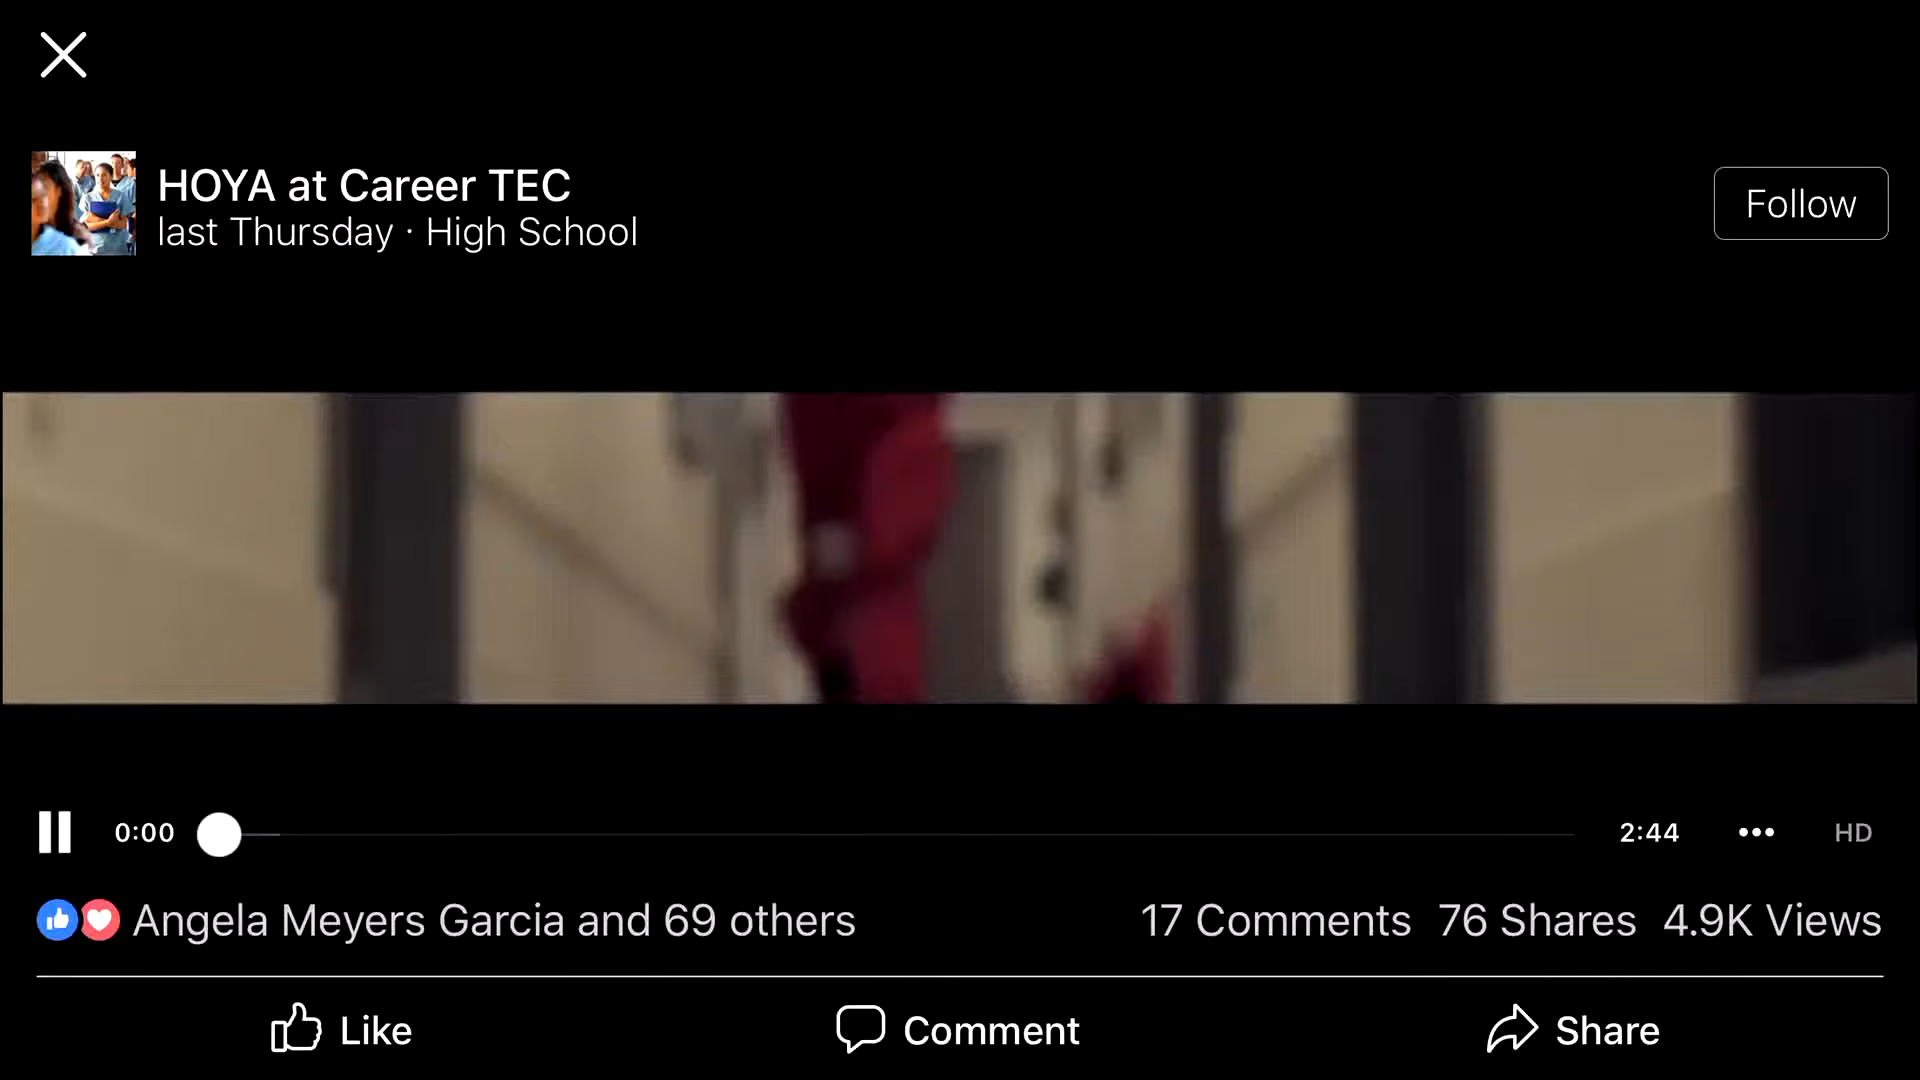 HOYA at Career TEC
last Thursday · High School
Follow
0:00
2:44
HD
Angela Meyers Garcia and 69 others
17 Comments 76 Shares 4.9K Views
Like
Comment
Share